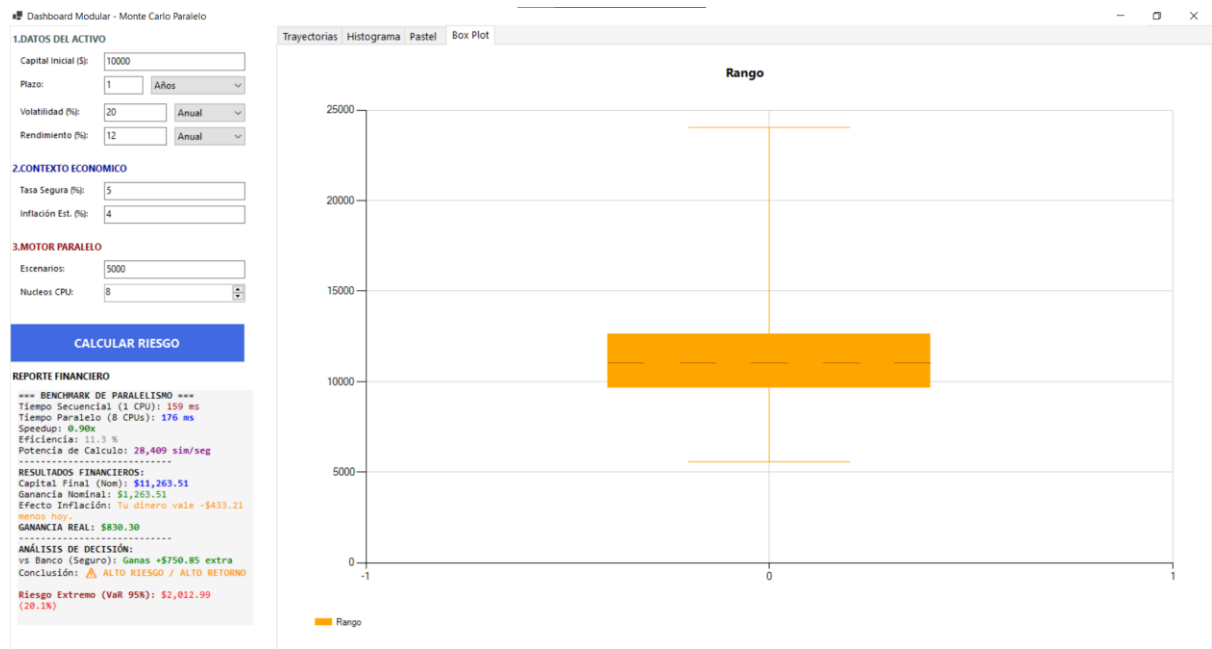 Dashboard Modular - Monte Carlo Paralelo
1.DATOS DEL ACTIVO
Capital Inicial ($): 10000
Plazo: 1 Años
Volatilidad (%): 20 Anual
Rendimiento (%): 12 Anual
2.CONTEXTO ECONOMICO
Tasa Segura (%): 5
Inflación Est. (%): 4
3.MOTOR PARALELO
Escenarios: 5000
Nucleos CPU: 8
CALCULAR RIESGO
REPORTE FINANCIERO
=== BENCHMARK DE PARALELISMO ===
Tiempo Secuencial (1 CPU): 159 ms
Tiempo Paralelo (8 CPUs): 176 ms
Speedup: 0.90x
Eficiencia: 11.3 %
Potencia de Calculo: 28,409 sim/seg
---------------------------
RESULTADOS FINANCIEROS:
Capital Final (Nom): $11,263.51
Ganancia Nominal: $1,263.51
Efecto Inflación: Tu dinero vale -$433.21
menos hoy.
GANANCIA REAL: $830.30
---------------------------
ANÁLISIS DE DECISIÓN:
vs Banco (Seguro): Ganas +$750.85 extra
Conclusión: ⚠ ALTO RIESGO / ALTO RETORNO
Riesgo Extremo (VaR 95%): $2,012.99
(20.1%)
Trayectorias Histograma Pastel Box Plot
Rango
25000
20000
15000
10000
5000
0
-1 0 1
Rango